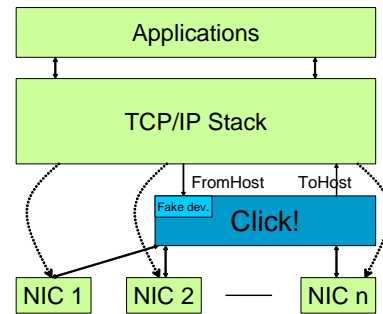 Applications
TCP/IP Stack
FromHost ToHost
Fake dev.
Click!
NIC 1 NIC 2 NIC n